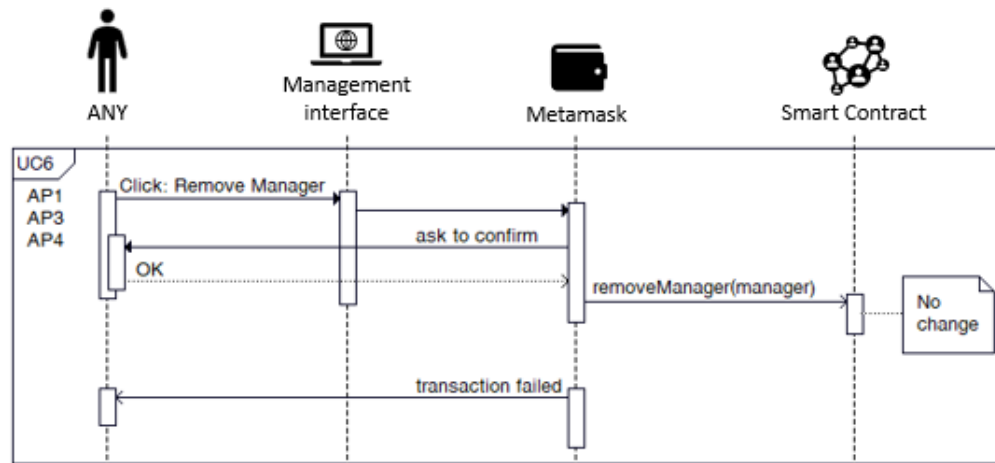 ANY
Management
interface
Metamask
Smart Contract
UC6
AP1
AP3
AP4
Click: Remove Manager
ask to confirm
OK
removeManager(manager)
No
change
transaction failed